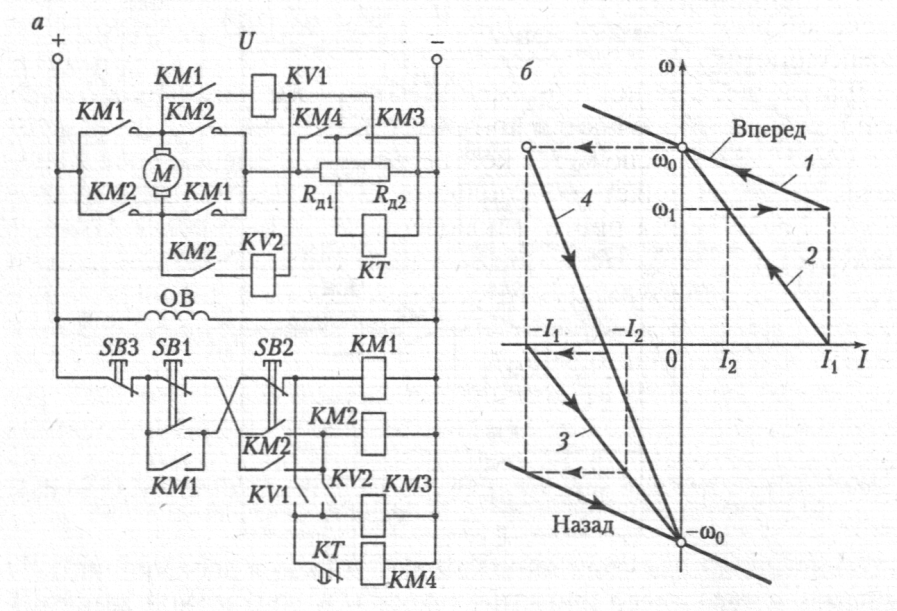 а
+
U
−
KM1
KV1
KM1
KM2
KM4
KM3
M
KM2
KM1
Rд1
Rд2
KM2
KV2
KT
ОВ
SB3
SB1
SB2
KM1
KM2
KM2
KM1
KV1
KV2
KM3
KT
KM4
б
ω
Вперед
ω0
1
4
ω1
2
−I1
−I2
0
I2
I1
I
3
Назад
−ω0